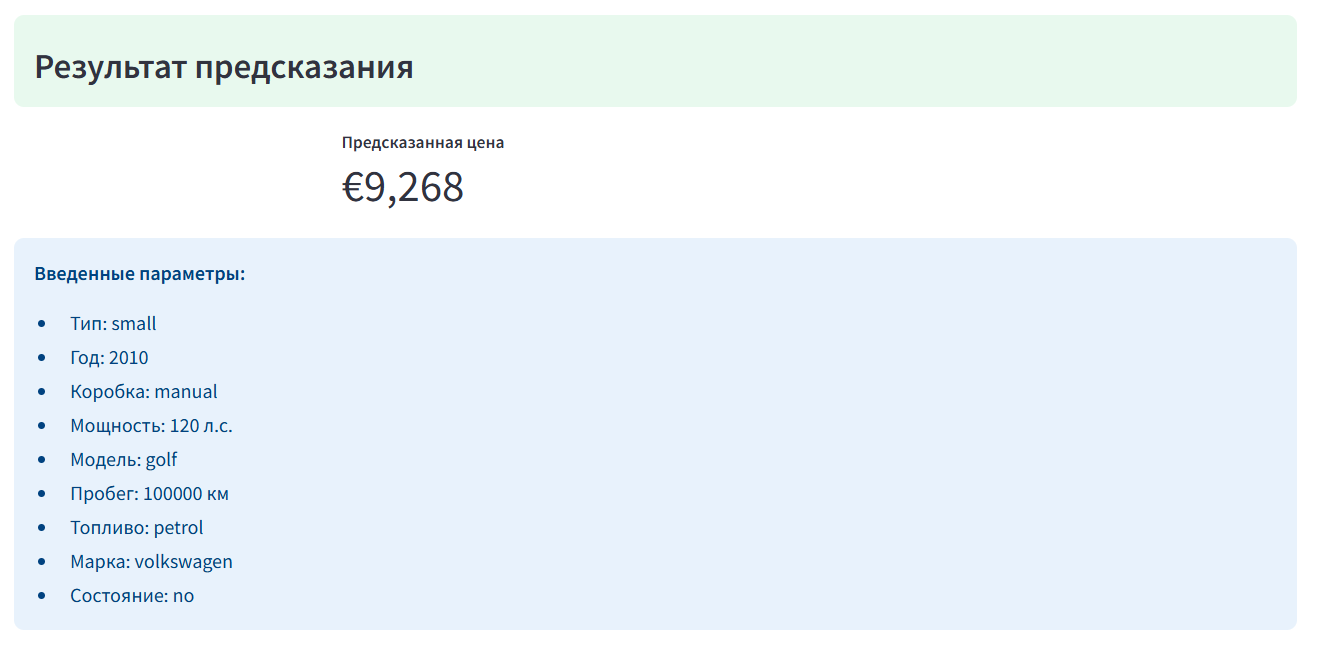 Результат предсказания
Предсказанная цена
€9,268
Введенные параметры:
• Тип: small
• Год: 2010
• Коробка: manual
• Мощность: 120 л.с.
• Модель: golf
• Пробег: 100000 км
• Топливо: petrol
• Марка: volkswagen
• Состояние: no